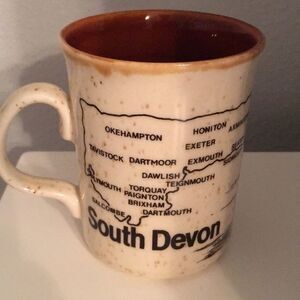 OKEHAMPTON HONITON
EXETER
TAVISTOCK DARTMOOR EXMOUTH
DAWLISH
TEIGNMOUTH
TORQUAY
PAIGNTON
BRIXHAM
SALCOMBE DARTMOUTH
South Devon